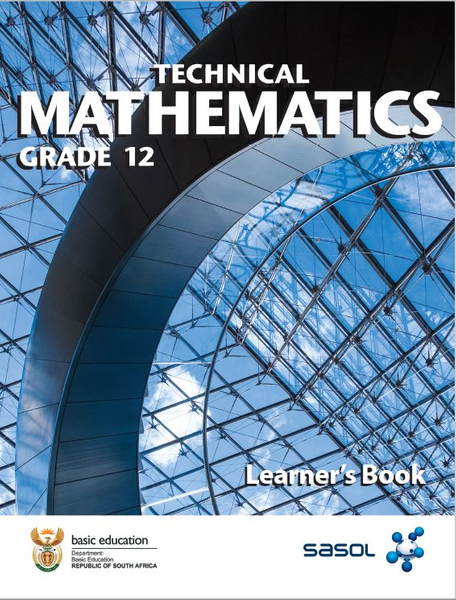 TECHNICAL
MATHEMATICS
GRADE 12
Learner's Book
basic education
Department:
Basic Education
REPUBLIC OF SOUTH AFRICA
sasol